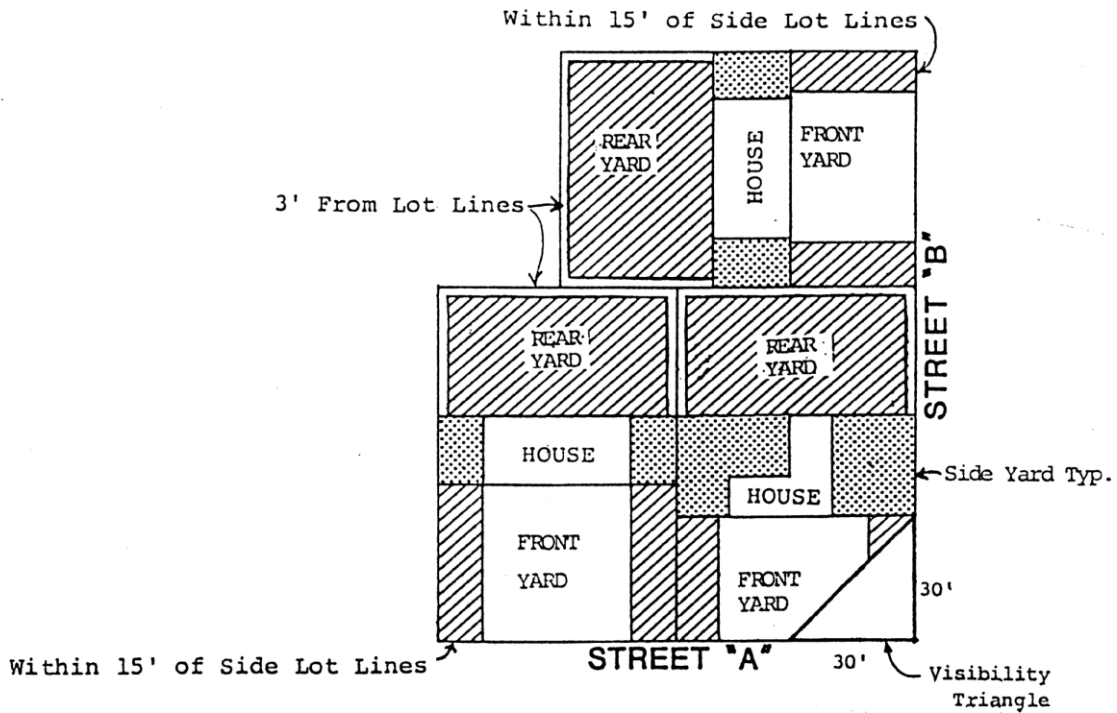 Within 15' of Side Lot Lines
REAR
YARD
HOUSE
FRONT
YARD
3' From Lot Lines
STREET "B"
REAR
YARD
REAR
YARD
HOUSE
HOUSE
Side Yard Typ.
FRONT
YARD
FRONT
YARD
30'
Within 15' of Side Lot Lines
STREET "A"
30'
Visibility
Triangle